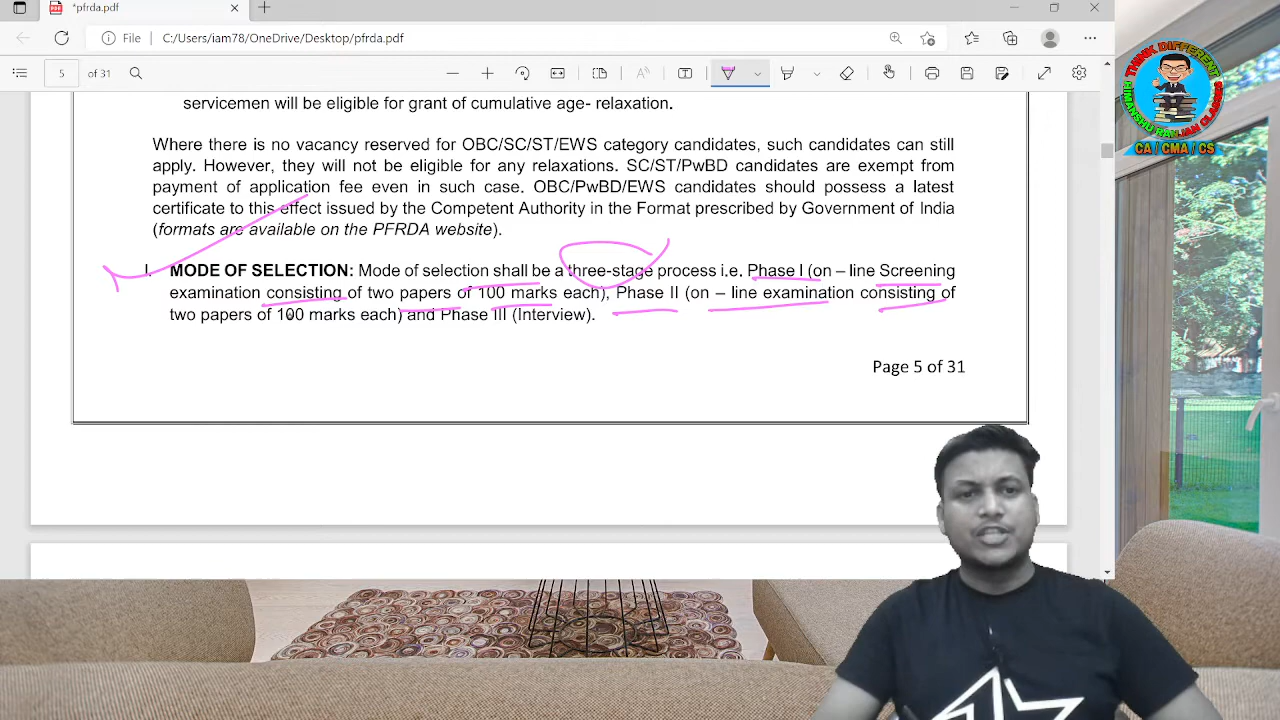 *pfrda.pdf
File
C:/Users/iam78/OneDrive/Desktop/pfrda.pdf
5
of 31
servicemen will be eligible for grant of cumulative age- relaxation.
Where there is no vacancy reserved for OBC/SC/ST/EWS category candidates, such candidates can still
apply. However, they will not be eligible for any relaxations. SC/ST/PwBD candidates are exempt from
payment of application fee even in such case. OBC/PwBD/EWS candidates should possess a latest
certificate to this effect issued by the Competent Authority in the Format prescribed by Government of India
(formats are available on the PFRDA website).
I. MODE OF SELECTION: Mode of selection shall be a three-stage process i.e. Phase I (on – line Screening
examination consisting of two papers of 100 marks each), Phase II (on – line examination consisting of
two papers of 100 marks each) and Phase III (Interview).
Page 5 of 31
THINK DIFFERENT
HIMANSHU RANJAN CLASSES
CA / CMA / CS